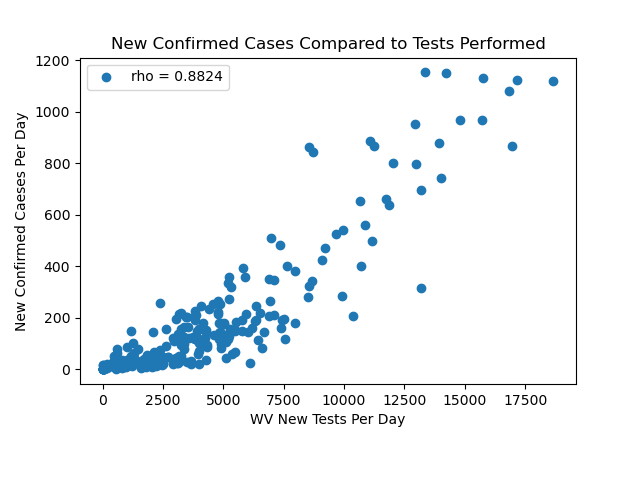 New Confirmed Cases Compared to Tests Performed
rho = 0.8824
New Confirmed Caeses Per Day
1200
1000
800
600
400
200
0
0 2500 5000 7500 10000 12500 15000 17500
WV New Tests Per Day